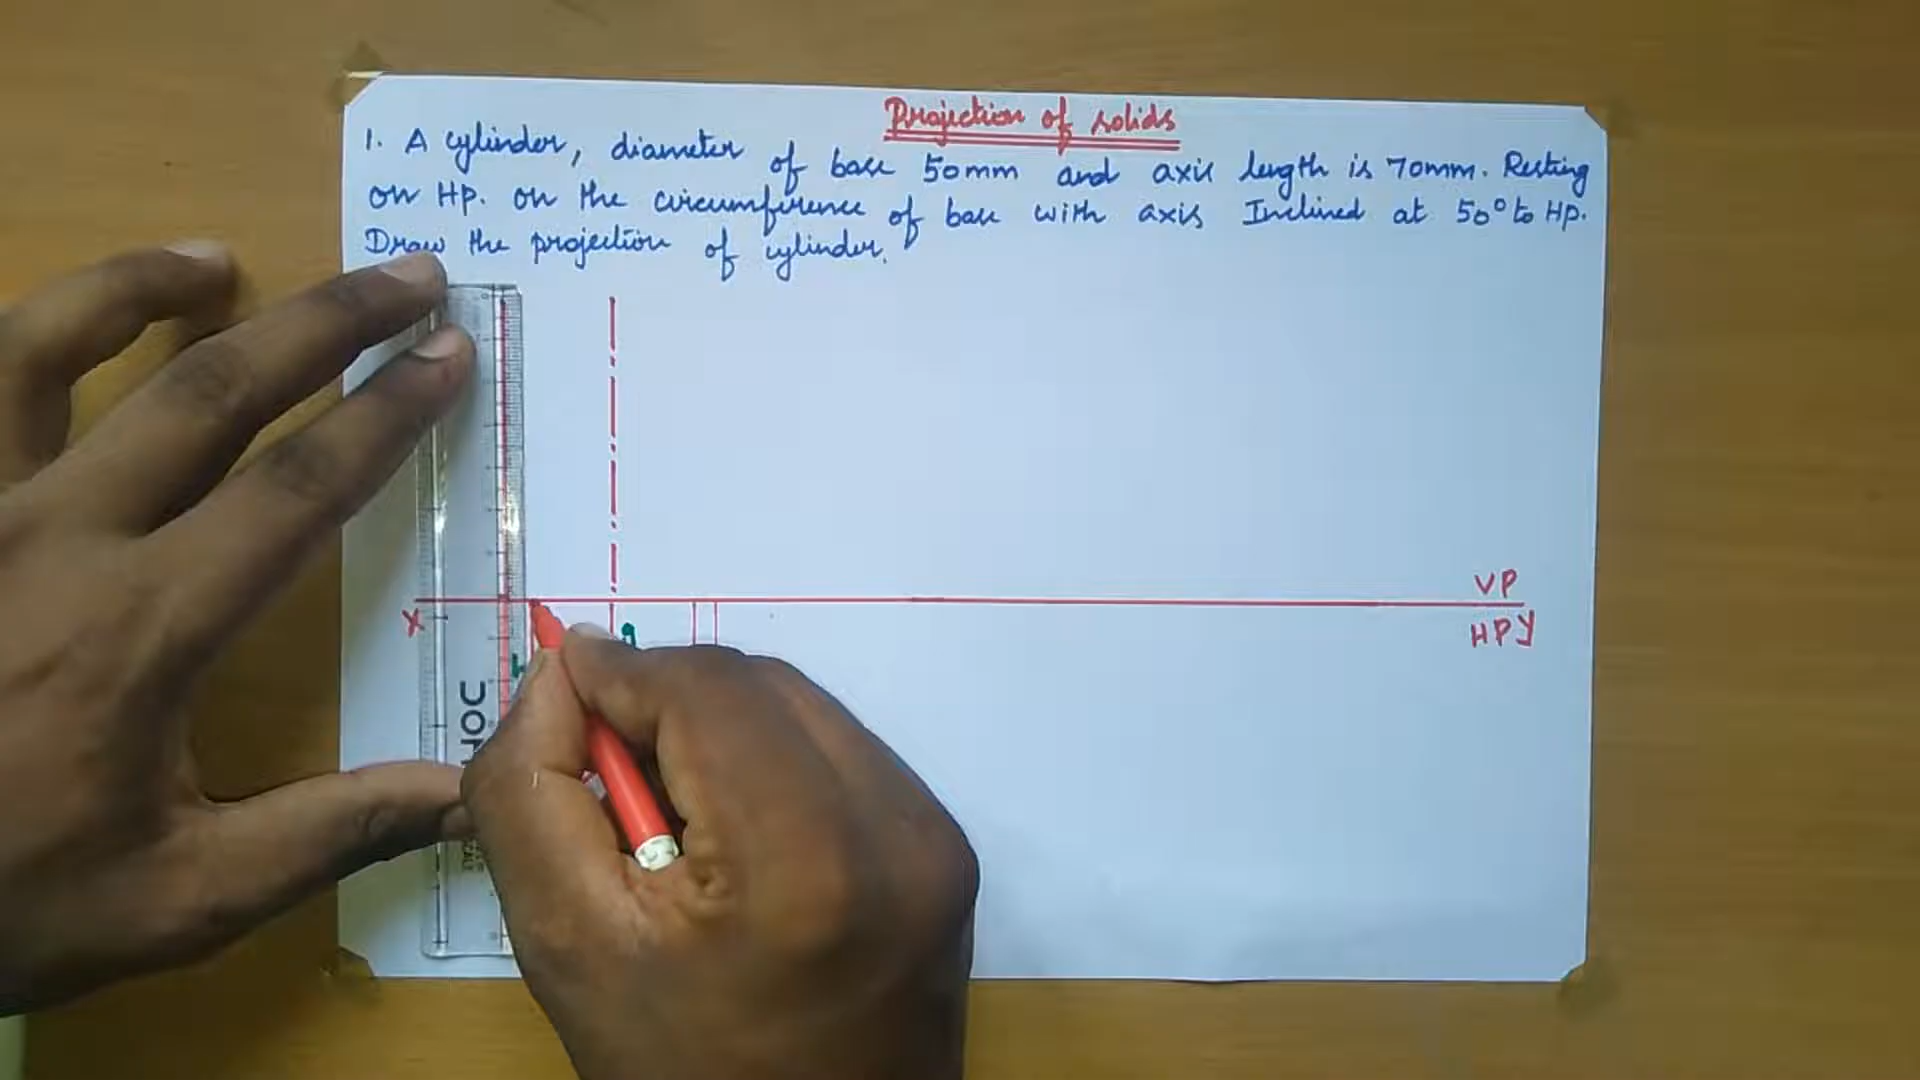 Projection of solids
1. A cylinder, diameter of base 50mm and axis length is 70mm. Resting
on HP. on the circumference of base with axis Inclined at 50° to HP.
Draw the projection of cylinder.
VP
X
HP Y
g